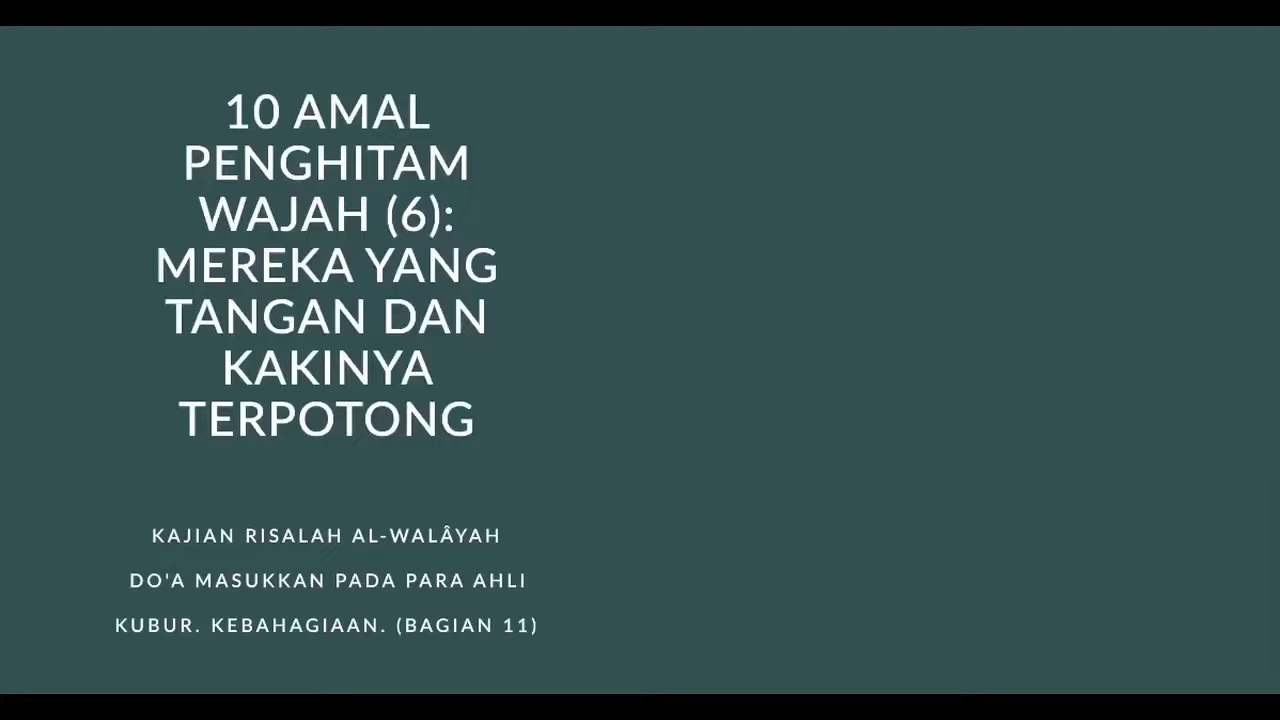 10 AMAL
PENGHITAM
WAJAH (6):
MEREKA YANG
TANGAN DAN
KAKINYA
TERPOTONG
KAJIAN RISALAH AL-WALÂYAH
DO'A MASUKKAN PADA PARA AHLI
KUBUR. KEBAHAGIAAN. (BAGIAN 11)